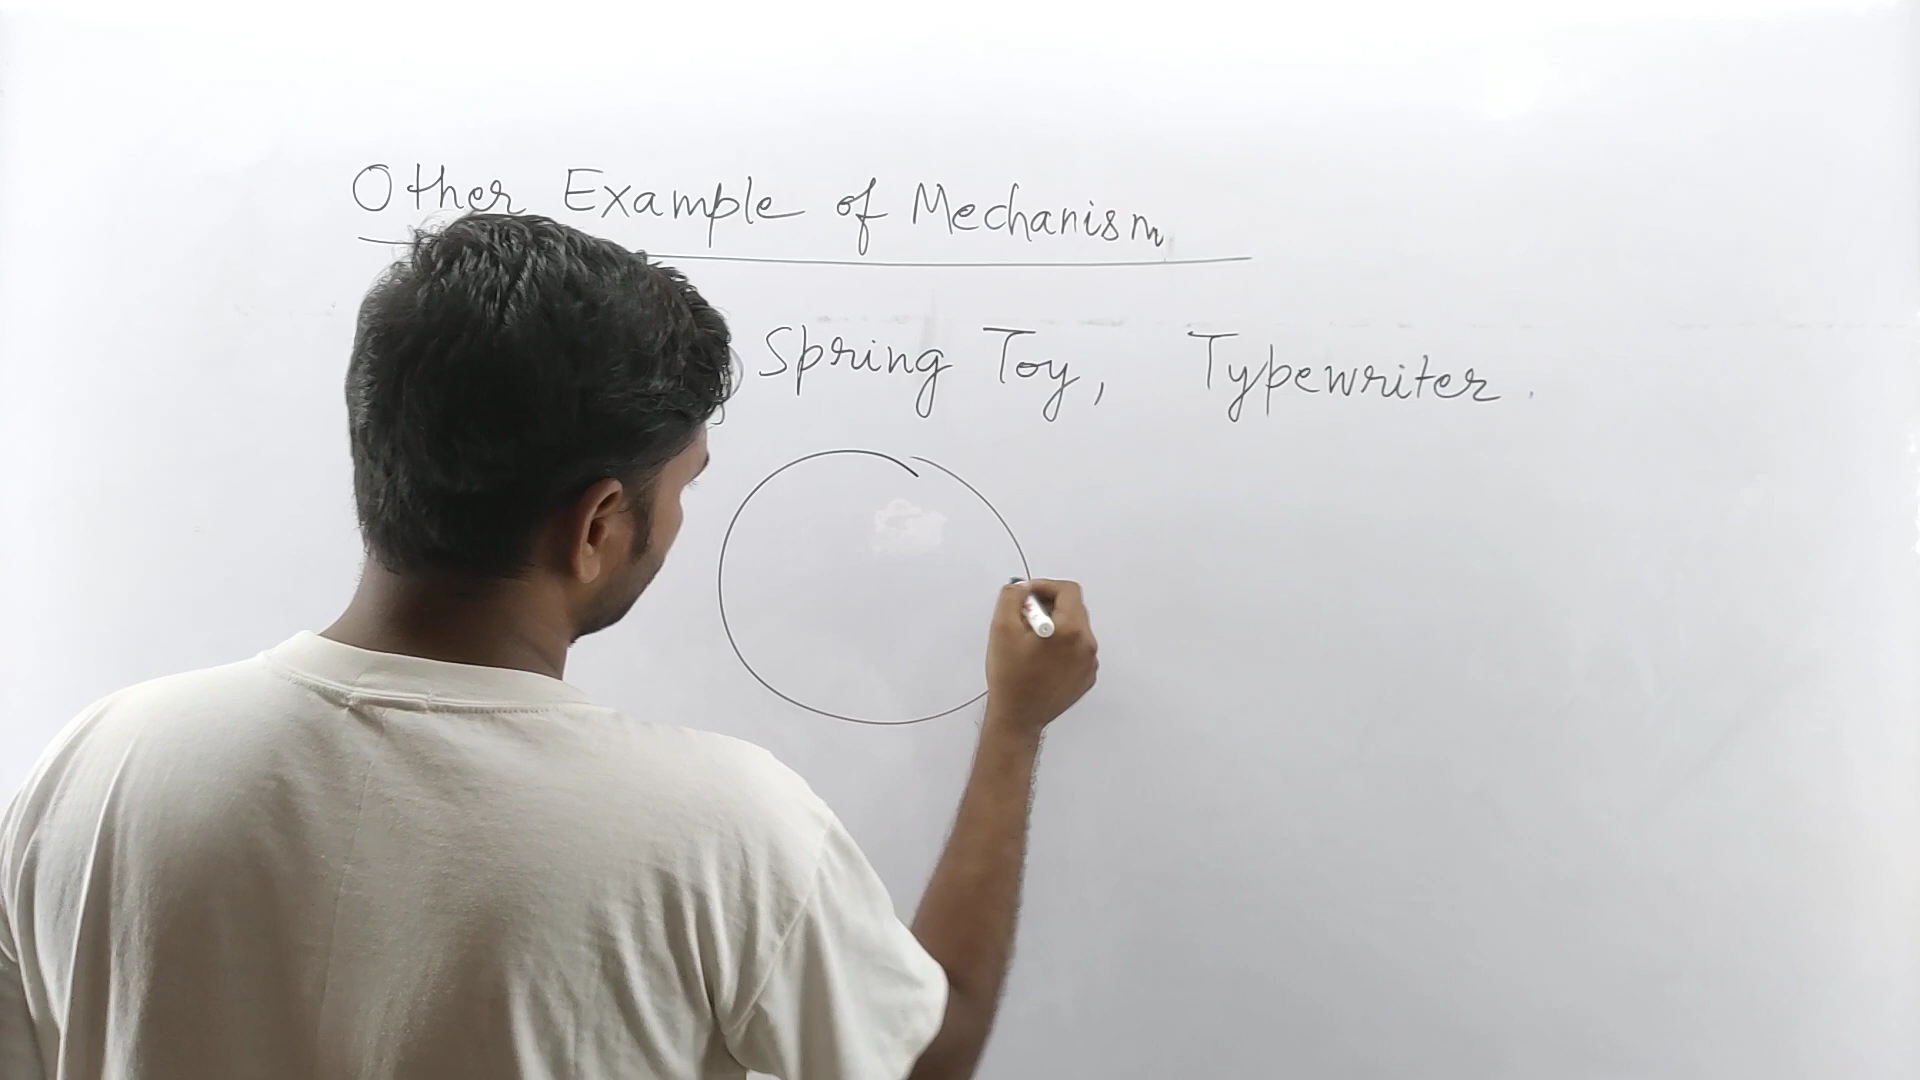 Other Example of Mechanism
Spring Toy, Typewriter.